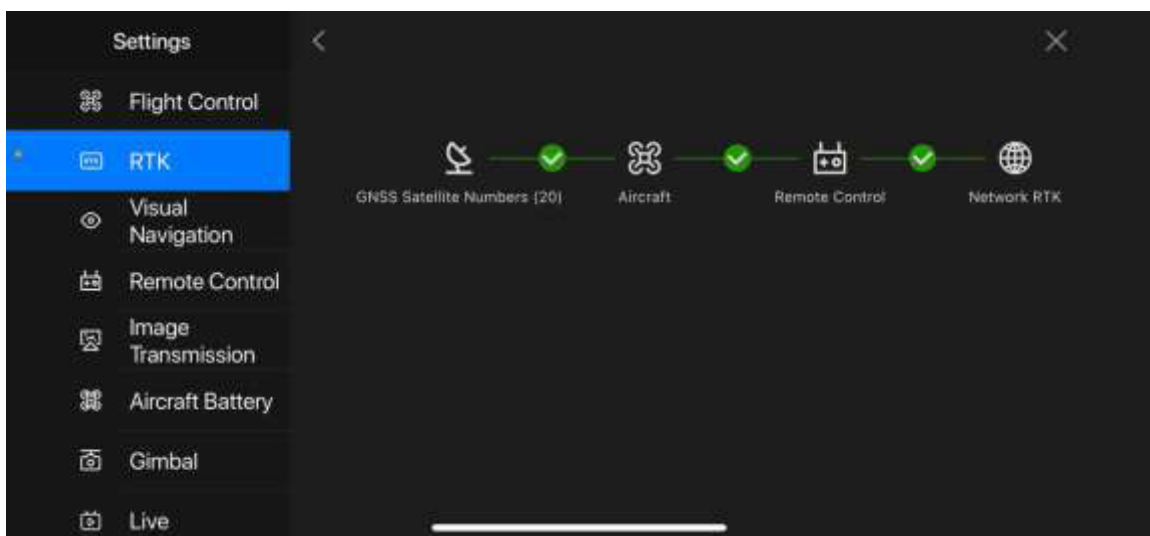 Settings
Flight Control
RTK
Visual
Navigation
Remote Control
Image
Transmission
Aircraft Battery
Gimbal
Live
GNSS Satellite Numbers (20)
Aircraft
Remote Control
Network RTK